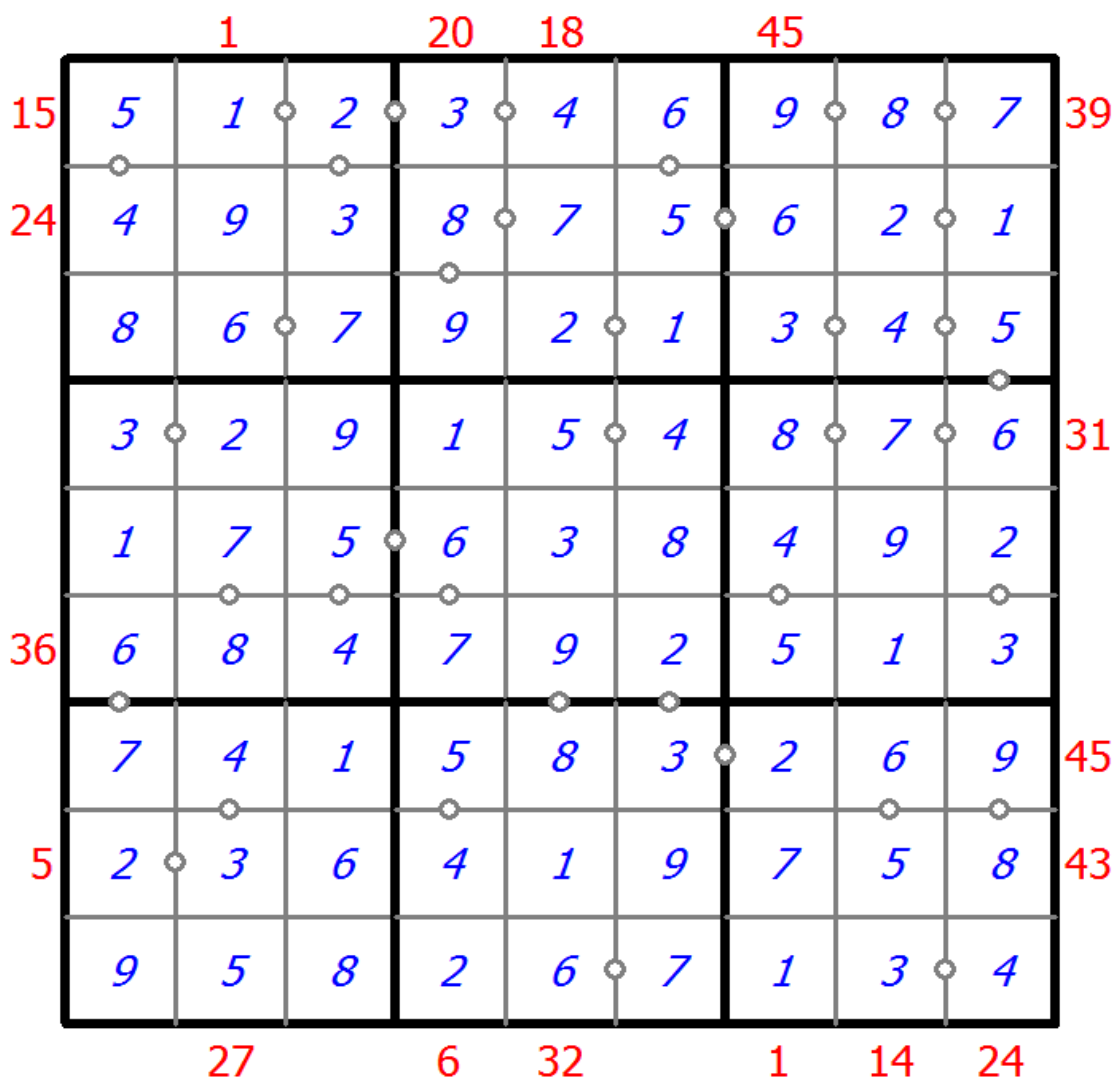 1 20 18 45
15 5 1 2 3 4 6 9 8 7 39
24 4 9 3 8 7 5 6 2 1
8 6 7 9 2 1 3 4 5
3 2 9 1 5 4 8 7 6 31
1 7 5 6 3 8 4 9 2
36 6 8 4 7 9 2 5 1 3
7 4 1 5 8 3 2 6 9 45
5 2 3 6 4 1 9 7 5 8 43
9 5 8 2 6 7 1 3 4
27 6 32 1 14 24